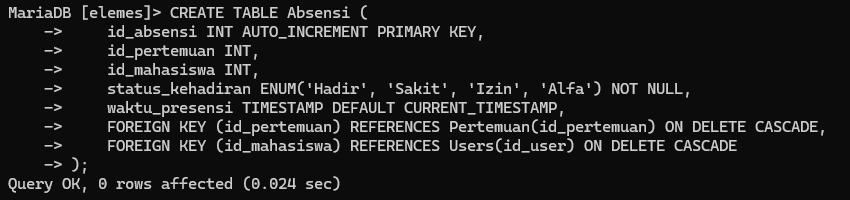 MariaDB [elemes]> CREATE TABLE Absensi (
    ->     id_absensi INT AUTO_INCREMENT PRIMARY KEY,
    ->     id_pertemuan INT,
    ->     id_mahasiswa INT,
    ->     status_kehadiran ENUM('Hadir', 'Sakit', 'Izin', 'Alfa') NOT NULL,
    ->     waktu_presensi TIMESTAMP DEFAULT CURRENT_TIMESTAMP,
    ->     FOREIGN KEY (id_pertemuan) REFERENCES Pertemuan(id_pertemuan) ON DELETE CASCADE,
    ->     FOREIGN KEY (id_mahasiswa) REFERENCES Users(id_user) ON DELETE CASCADE
    -> );
Query OK, 0 rows affected (0.024 sec)